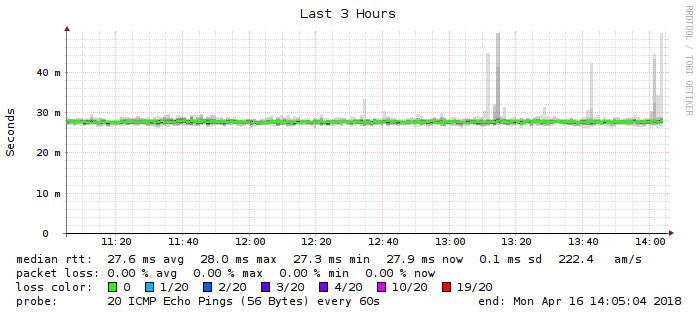 Last 3 Hours
RRDTOOL / TOBI OETIKER
Seconds
40 m
30 m
20 m
10 m
0
11:20 11:40 12:00 12:20 12:40 13:00 13:20 13:40 14:00
median rtt: 27.6 ms avg 28.0 ms max 27.3 ms min 27.9 ms now 0.1 ms sd 222.4 am/s
packet loss: 0.00 % avg 0.00 % max 0.00 % min 0.00 % now
loss color: 0 1/20 2/20 3/20 4/20 10/20 19/20
probe: 20 ICMP Echo Pings (56 Bytes) every 60s end: Mon Apr 16 14:05:04 2018